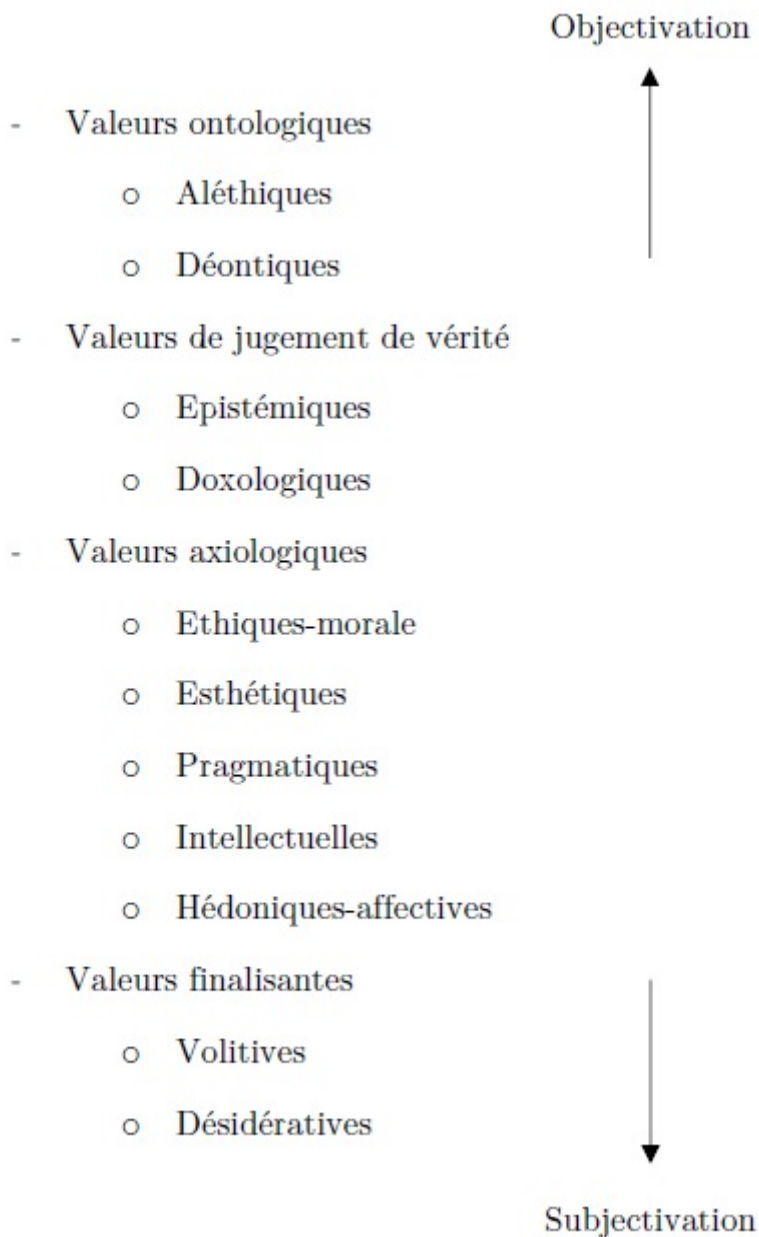 Objectivation
- Valeurs ontologiques
o Aléthiques
o Déontiques
- Valeurs de jugement de vérité
o Epistémiques
o Doxologiques
- Valeurs axiologiques
o Ethiques-morale
o Esthétiques
o Pragmatiques
o Intellectuelles
o Hédoniques-affectives
- Valeurs finalisantes
o Volitives
o Désidératives
Subjectivation